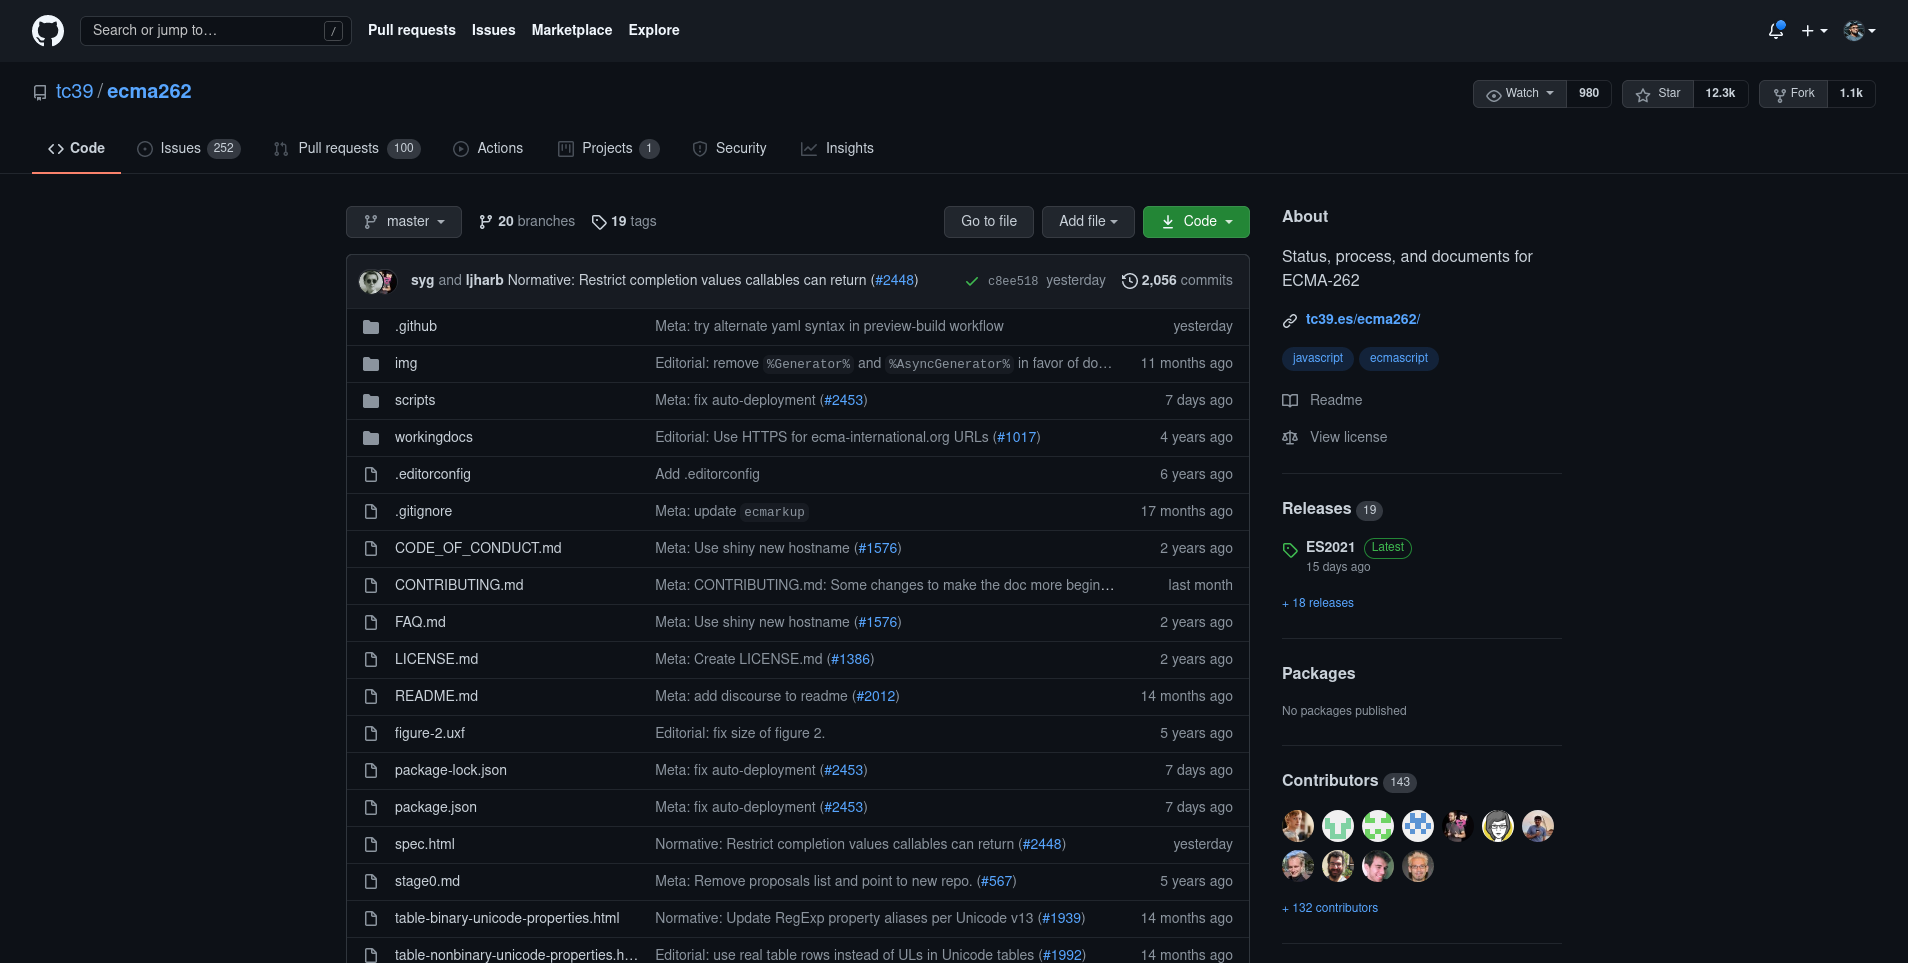 Search or jump to… /
Pull requests Issues Marketplace Explore
tc39 / ecma262
Watch 980 Star 12.3k Fork 1.1k
Code Issues 252 Pull requests 100 Actions Projects 1 Security Insights
master 20 branches 19 tags Go to file Add file Code
syg and ljharb Normative: Restrict completion values callables can return (#2448) c8ee518 yesterday 2,056 commits
.github Meta: try alternate yaml syntax in preview-build workflow yesterday
img Editorial: remove %Generator% and %AsyncGenerator% in favor of do… 11 months ago
scripts Meta: fix auto-deployment (#2453) 7 days ago
workingdocs Editorial: Use HTTPS for ecma-international.org URLs (#1017) 4 years ago
.editorconfig Add .editorconfig 6 years ago
.gitignore Meta: update ecmarkup 17 months ago
CODE_OF_CONDUCT.md Meta: Use shiny new hostname (#1576) 2 years ago
CONTRIBUTING.md Meta: CONTRIBUTING.md: Some changes to make the doc more begin… last month
FAQ.md Meta: Use shiny new hostname (#1576) 2 years ago
LICENSE.md Meta: Create LICENSE.md (#1386) 2 years ago
README.md Meta: add discourse to readme (#2012) 14 months ago
figure-2.uxf Editorial: fix size of figure 2. 5 years ago
package-lock.json Meta: fix auto-deployment (#2453) 7 days ago
package.json Meta: fix auto-deployment (#2453) 7 days ago
spec.html Normative: Restrict completion values callables can return (#2448) yesterday
stage0.md Meta: Remove proposals list and point to new repo. (#567) 5 years ago
table-binary-unicode-properties.html Normative: Update RegExp property aliases per Unicode v13 (#1939) 14 months ago
table-nonbinary-unicode-properties.h… Editorial: use real table rows instead of ULs in Unicode tables (#1992) 14 months ago
About
Status, process, and documents for
ECMA-262
tc39.es/ecma262/
javascript ecmascript
Readme
View license
Releases 19
ES2021 Latest
15 days ago
+ 18 releases
Packages
No packages published
Contributors 143
+ 132 contributors